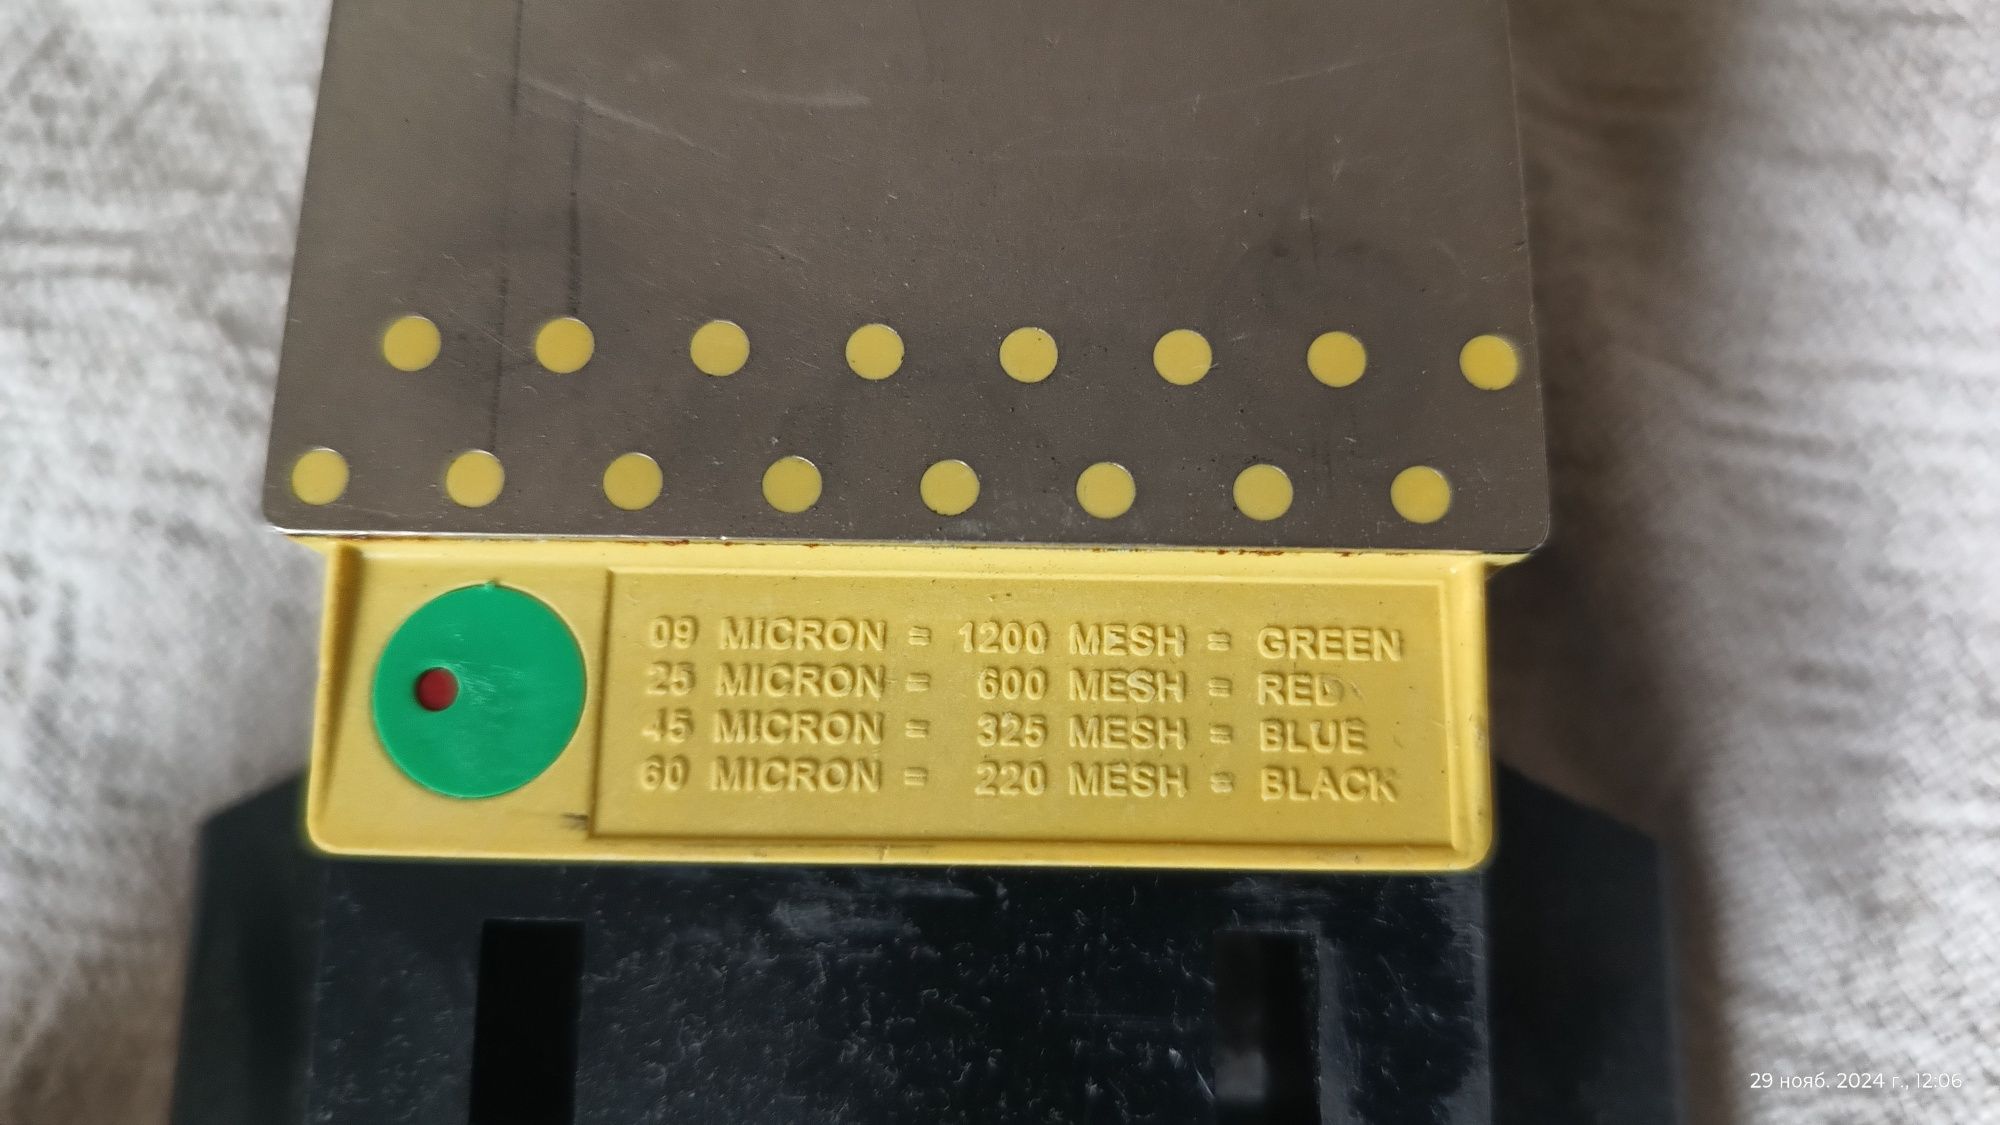 09 MICRON = 1200 MESH = GREEN
25 MICRON = 600 MESH = RED
45 MICRON = 325 MESH = BLUE
60 MICRON = 220 MESH = BLACK
29 нояб. 2024 г., 12:06